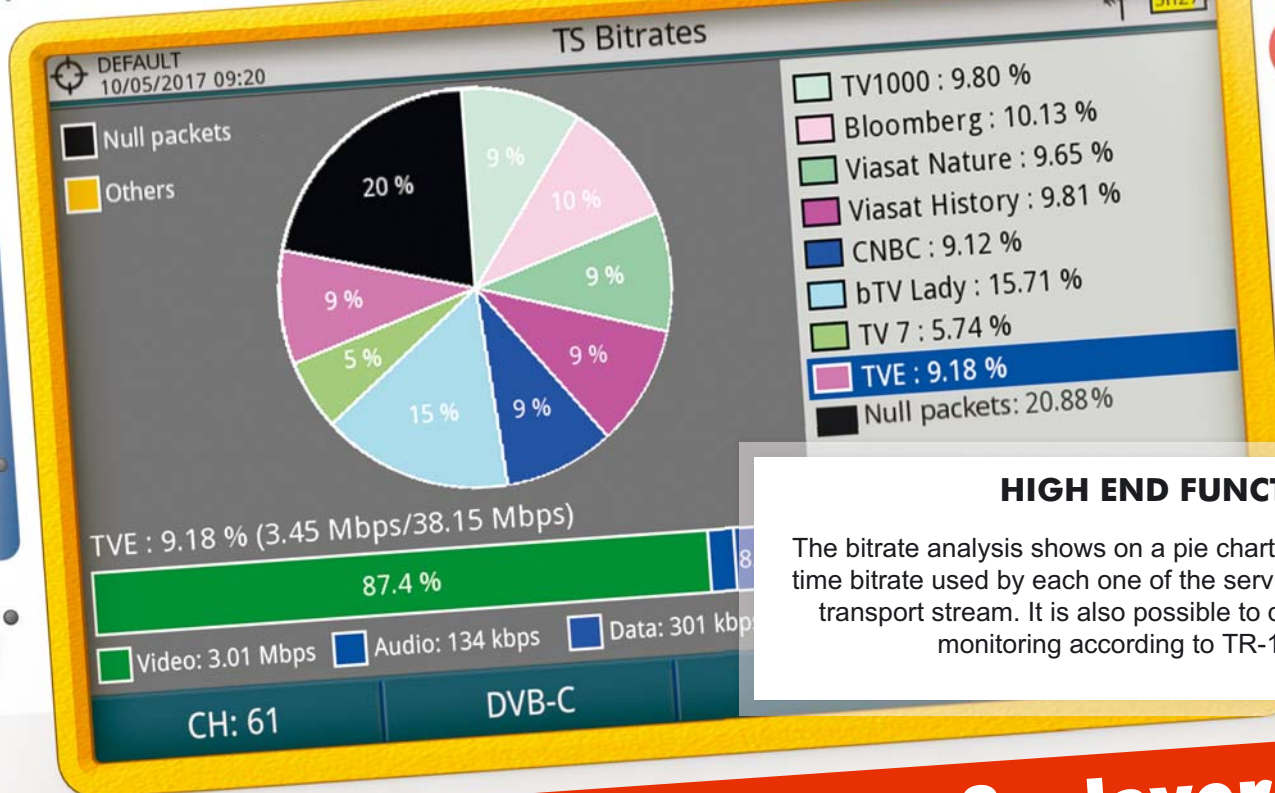 TS Bitrates
DEFAULT
10/05/2017 09:20
Null packets
Others
9 %
10 %
9 %
9 %
9 %
15 %
5 %
9 %
20 %
TV1000 : 9.80 %
Bloomberg : 10.13 %
Viasat Nature : 9.65 %
Viasat History : 9.81 %
CNBC : 9.12 %
bTV Lady : 15.71 %
TV 7 : 5.74 %
TVE : 9.18 %
Null packets: 20.88%
TVE : 9.18 % (3.45 Mbps/38.15 Mbps)
87.4 %
8.
Video: 3.01 Mbps
Audio: 134 kbps
Data: 301 kbp
CH: 61
DVB-C
HIGH END FUNCT
The bitrate analysis shows on a pie chart
time bitrate used by each one of the serv
transport stream. It is also possible to
monitoring according to TR-1